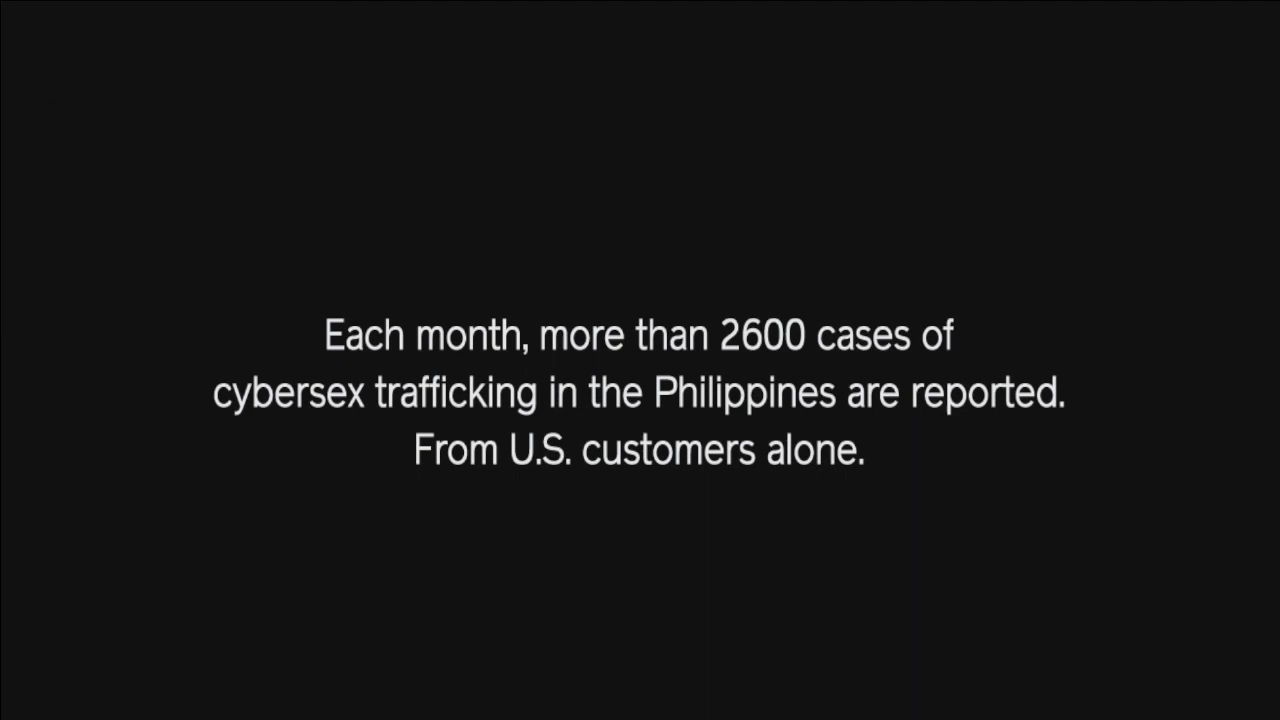 Each month, more than 2600 cases of
cybersex trafficking in the Philippines are reported.
From U.S. customers alone.